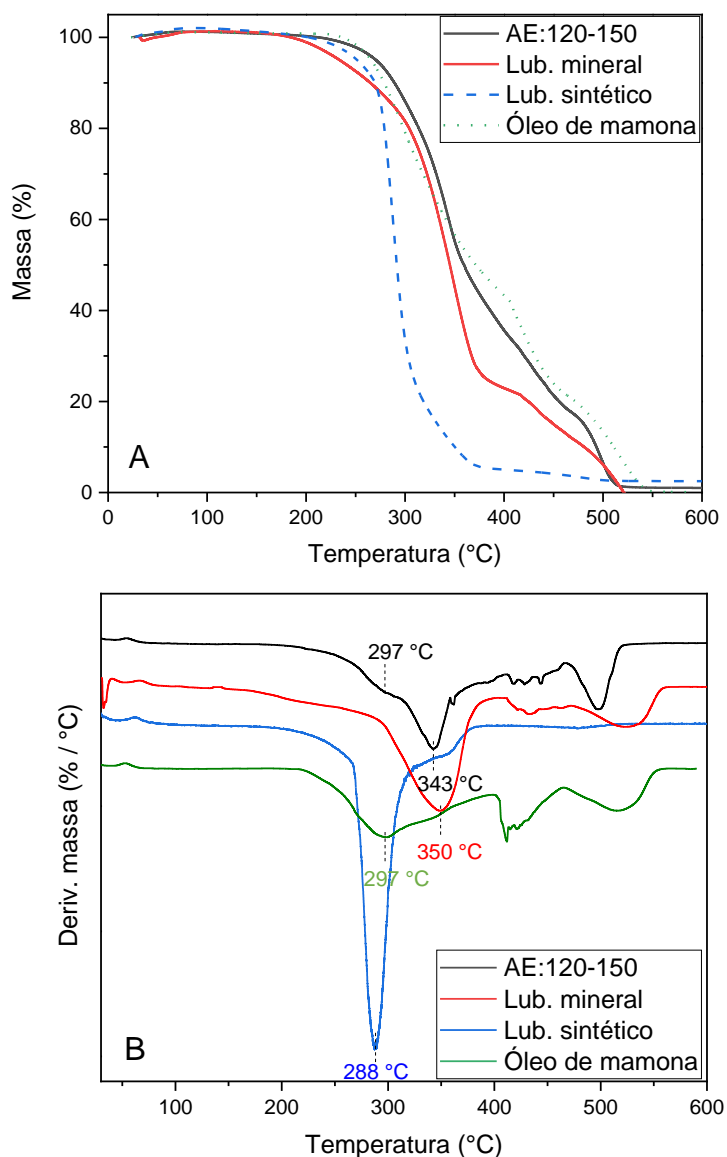 100
80
60
40
20
0
Massa (%)
AE:120-150
Lub. mineral
Lub. sintético
Óleo de mamona
A
0 100 200 300 400 500 600
Temperatura (°C)
Deriv. massa (% / °C)
297 °C
343 °C
350 °C
297 °C
288 °C
AE:120-150
Lub. mineral
Lub. sintético
Óleo de mamona
B
100 200 300 400 500 600
Temperatura (°C)